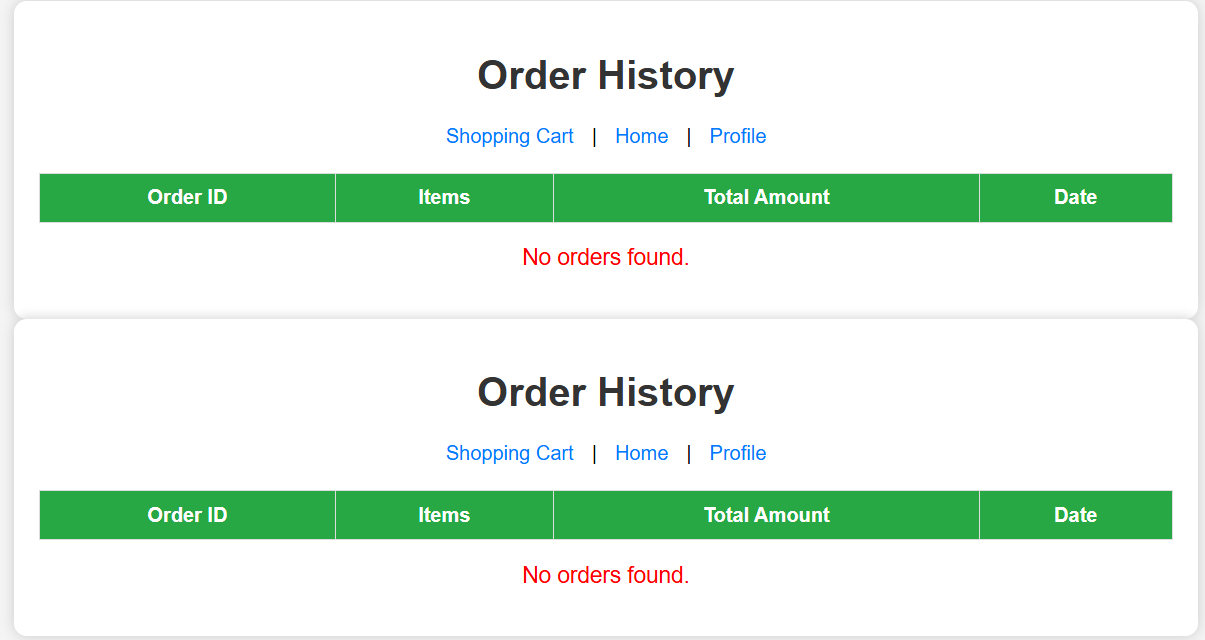 Order History
Shopping Cart | Home | Profile
Order ID Items Total Amount Date
No orders found.
Order History
Shopping Cart | Home | Profile
Order ID Items Total Amount Date
No orders found.